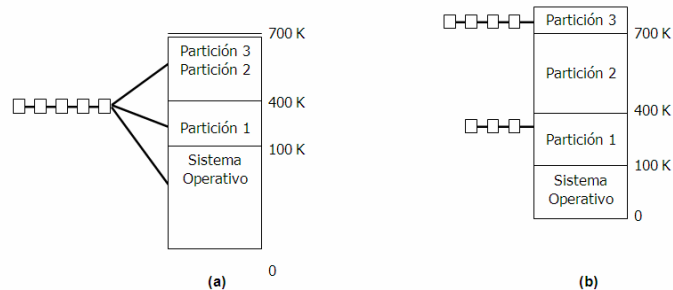 700 K
Partición 3
Partición 2
400 K
Partición 1
100 K
Sistema
Operativo
0
(a)
Partición 3
700 K
Partición 2
400 K
Partición 1
100 K
Sistema
Operativo
0
(b)